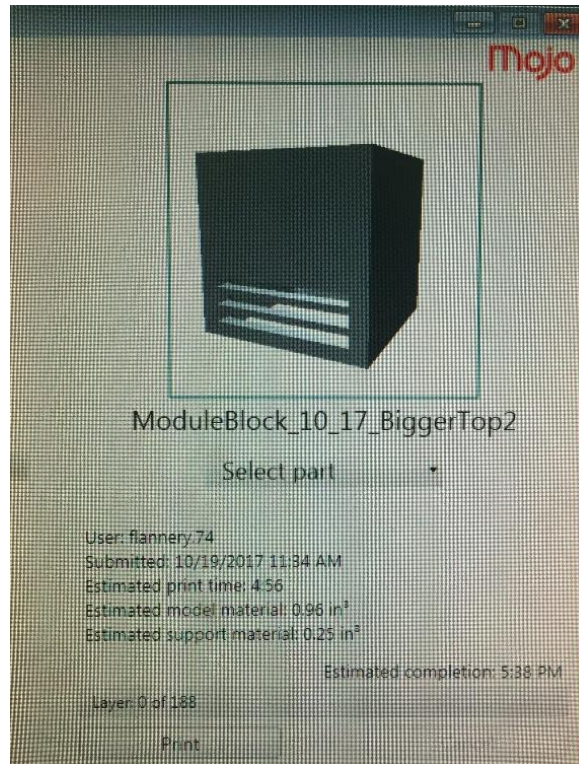 mojo
ModuleBlock_10_17_BiggerTop2
Select part
User: flannery.74
Submitted: 10/19/2017 11:34 AM
Estimated print time: 4:56
Estimated model material: 0.96 in³
Estimated support material: 0.25 in³
Estimated completion: 5:38 PM
Layer: 0 of 188
Print